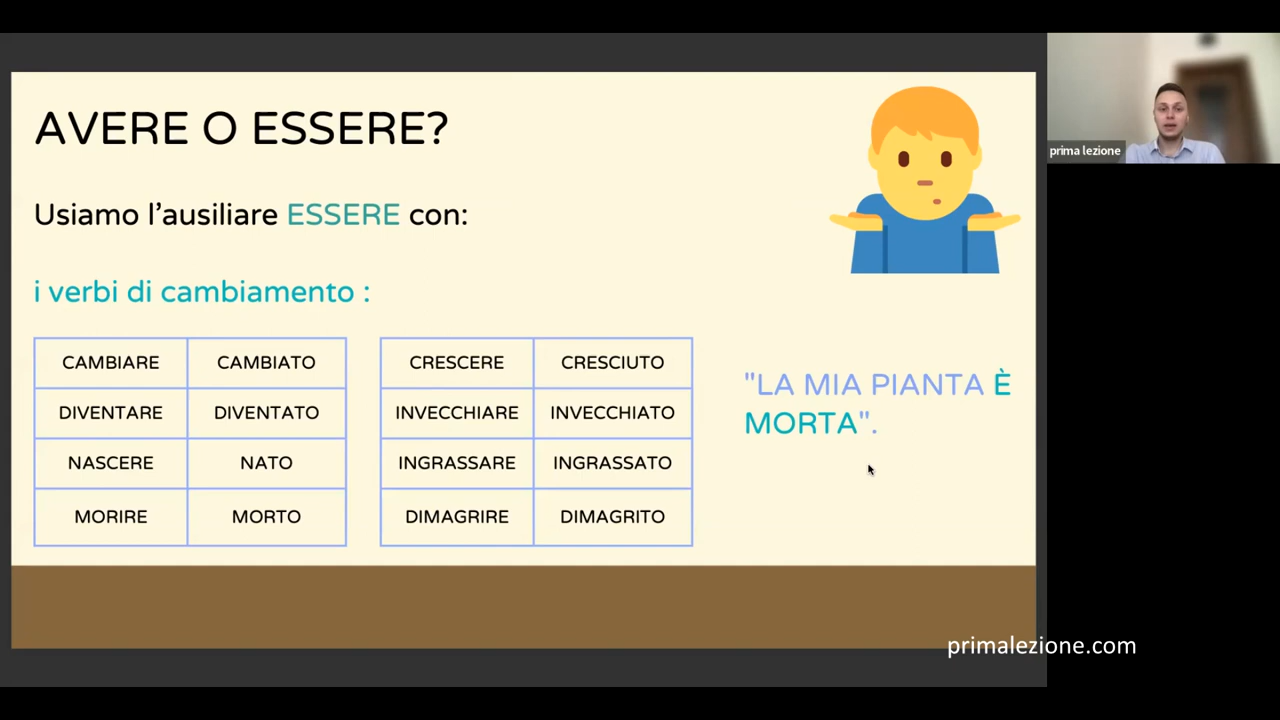 AVERE O ESSERE?
Usiamo l'ausiliare ESSERE con:
i verbi di cambiamento :
CAMBIARE CAMBIATO
DIVENTARE DIVENTATO
NASCERE NATO
MORIRE MORTO
CRESCERE CRESCIUTO
INVECCHIARE INVECCHIATO
INGRASSARE INGRASSATO
DIMAGRIRE DIMAGRITO
"LA MIA PIANTA È
MORTA".
prima lezione
primalezione.com